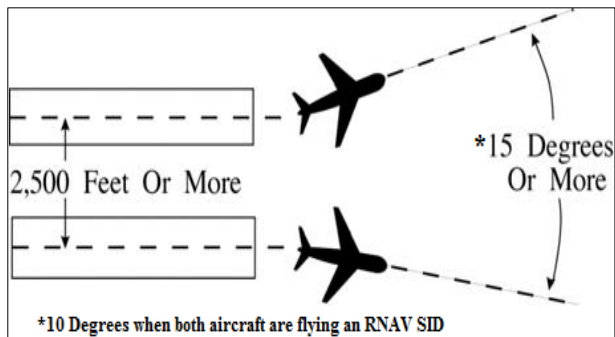 2,500 Feet Or More
*15 Degrees
Or More
*10 Degrees when both aircraft are flying an RNAV SID